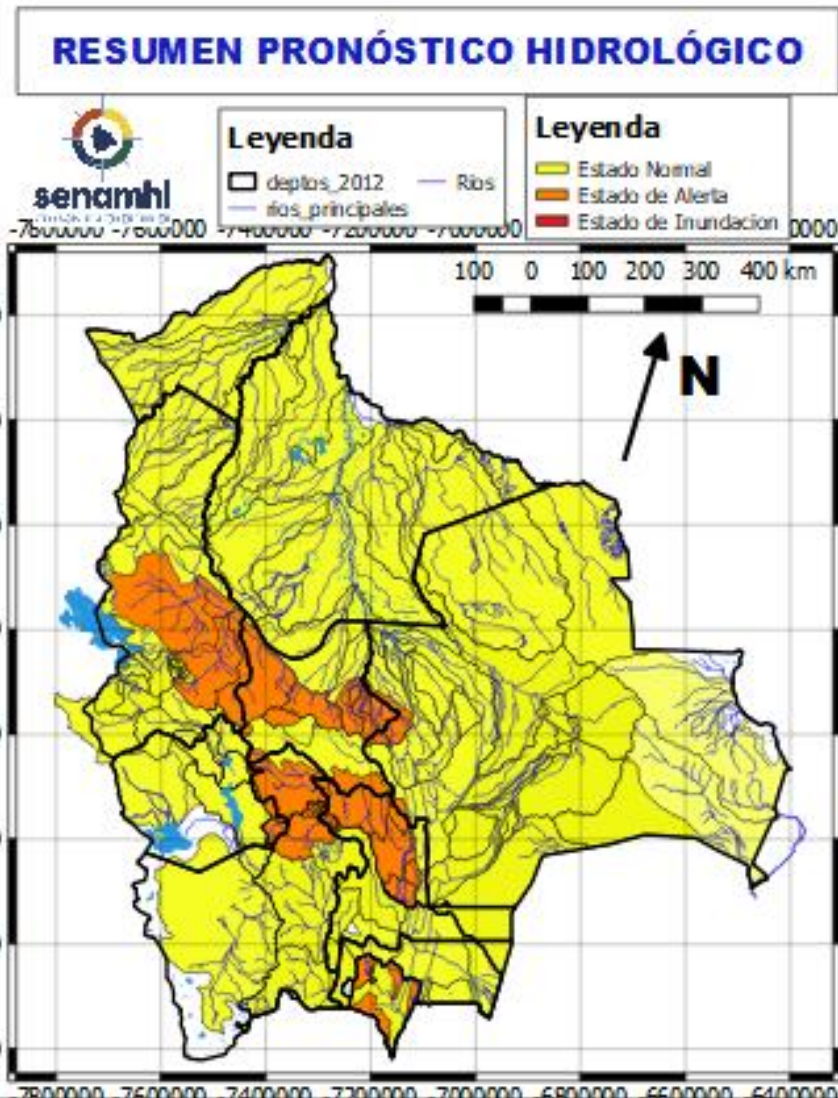 RESUMEN PRONÓSTICO HIDROLÓGICO
senamhi
Leyenda
deptos_2012
Rios
rios_principales
Leyenda
Estado Normal
Estado de Alerta
Estado de Inundacion
-7800000 -7600000 -7400000 -7200000 -7000000
100 0 100 200 300 400 km
N
-7800000 -7600000 -7400000 -7200000 -7000000 -6800000 -6600000 -6400000